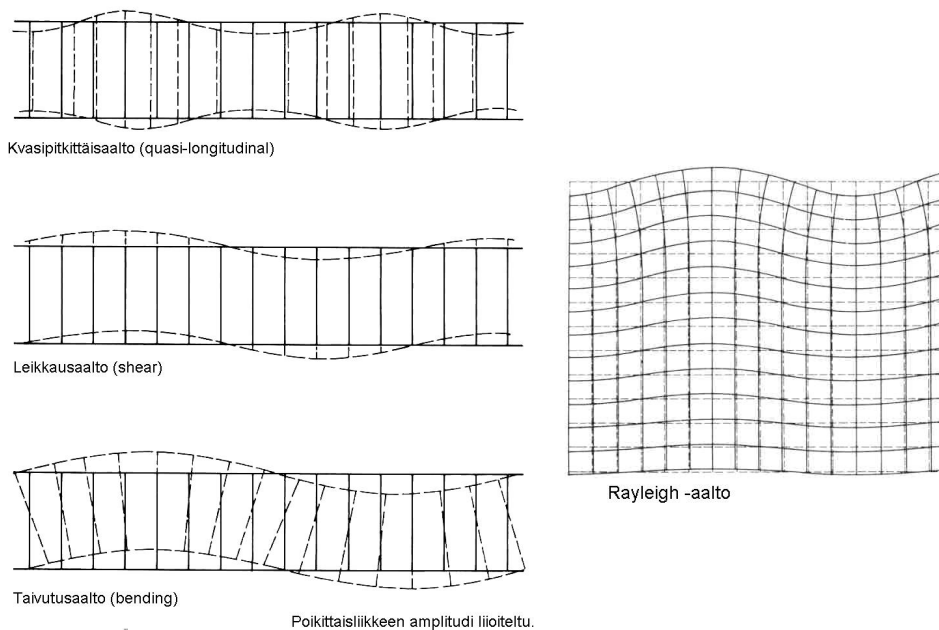 Kvasipitkittäisaalto (quasi-longitudinal)
Leikkausaalto (shear)
Rayleigh -aalto
Taivutusaalto (bending)
Poikittaisliikkeen amplitudi liioiteltu.